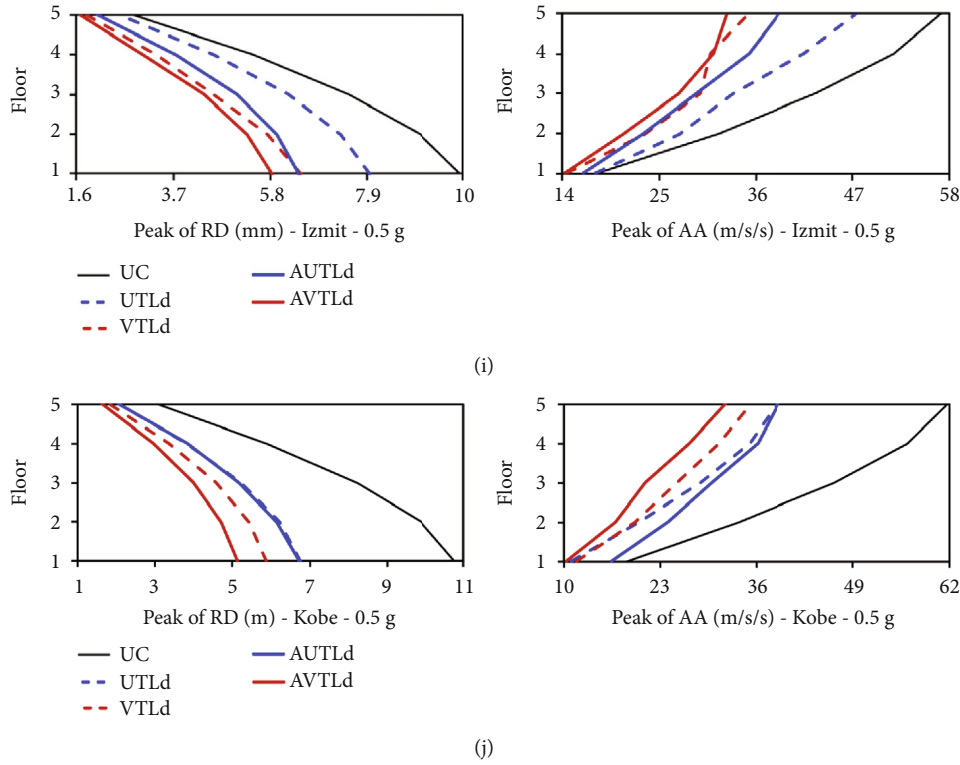 5
4
3
2
1
Floor
1.6 3.7 5.8 7.9 10
Peak of RD (mm) - Izmit - 0.5 g
5
4
3
2
1
Floor
14 25 36 47 58
Peak of AA (m/s/s) - Izmit - 0.5 g
UC
UTLd
VTLd
AUTLd
AVTLd
(i)
5
4
3
2
1
Floor
1 3 5 7 9 11
Peak of RD (m) - Kobe - 0.5 g
5
4
3
2
1
Floor
10 23 36 49 62
Peak of AA (m/s/s) - Kobe - 0.5 g
UC
UTLd
VTLd
AUTLd
AVTLd
(j)